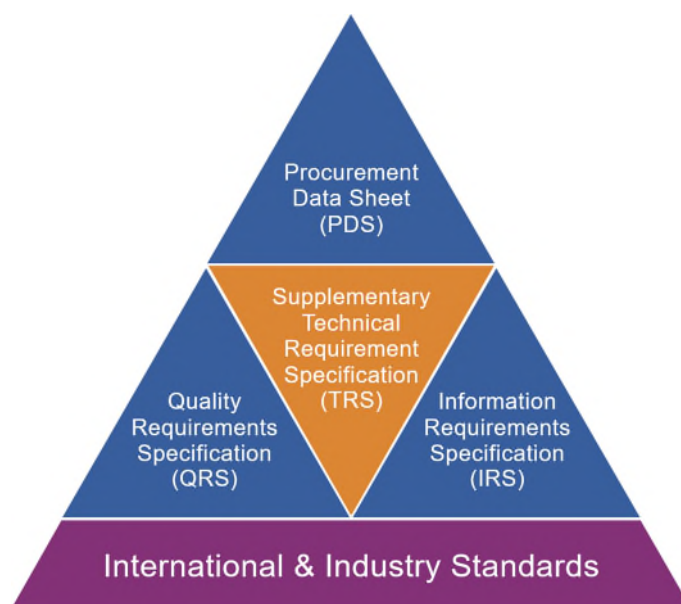 Procurement
Data Sheet
(PDS)
Supplementary
Technical
Requirement
Specification
(TRS)
Quality
Requirements
Specification
(QRS)
Information
Requirements
Specification
(IRS)
International & Industry Standards